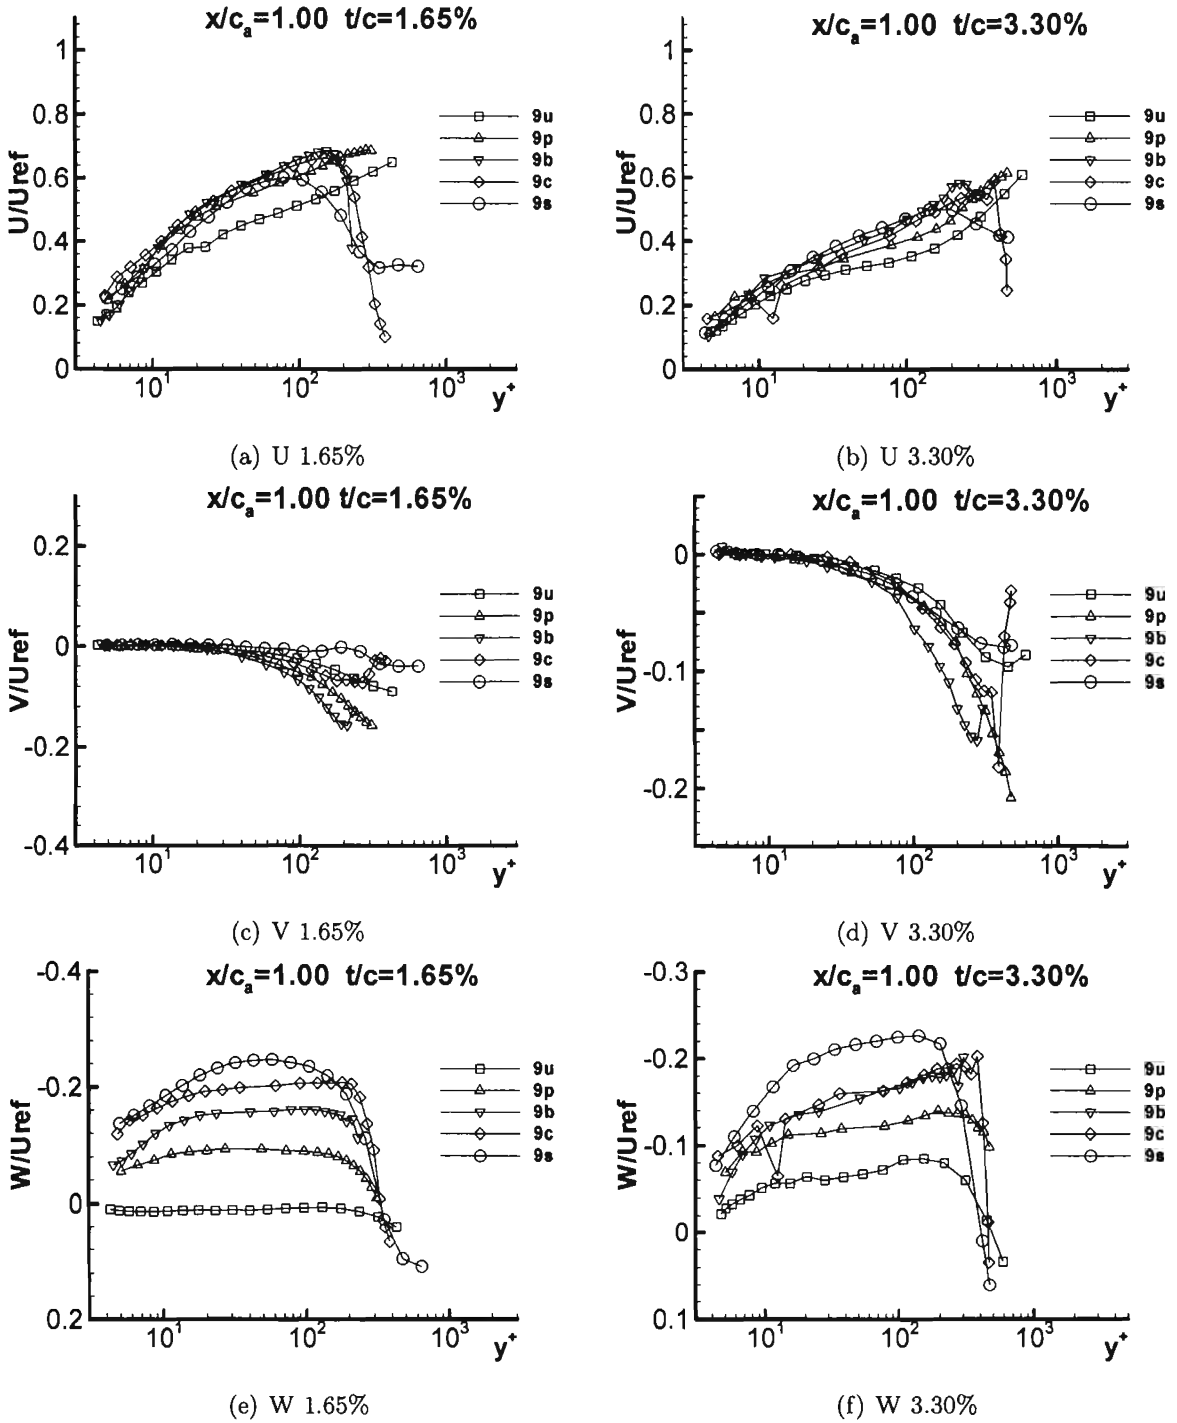 x/cₐ=1.00 t/c=1.65%
U/Uref
1
0.8
0.6
0.4
0.2
0
10¹
10²
10³
y⁺
9u
9p
9b
9c
9s
(a) U 1.65%
x/cₐ=1.00 t/c=3.30%
U/Uref
1
0.8
0.6
0.4
0.2
0
10¹
10²
10³
y⁺
9u
9p
9b
9c
9s
(b) U 3.30%
x/cₐ=1.00 t/c=1.65%
V/Uref
0.2
0
-0.2
-0.4
10¹
10²
10³
y⁺
9u
9p
9b
9c
9s
(c) V 1.65%
x/cₐ=1.00 t/c=3.30%
V/Uref
0
-0.1
-0.2
10¹
10²
10³
y⁺
9u
9p
9b
9c
9s
(d) V 3.30%
x/cₐ=1.00 t/c=1.65%
W/Uref
-0.4
-0.2
0
0.2
10¹
10²
10³
y⁺
9u
9p
9b
9c
9s
(e) W 1.65%
x/cₐ=1.00 t/c=3.30%
W/Uref
-0.3
-0.2
-0.1
0
0.1
10¹
10²
10³
y⁺
9u
9p
9b
9c
9s
(f) W 3.30%